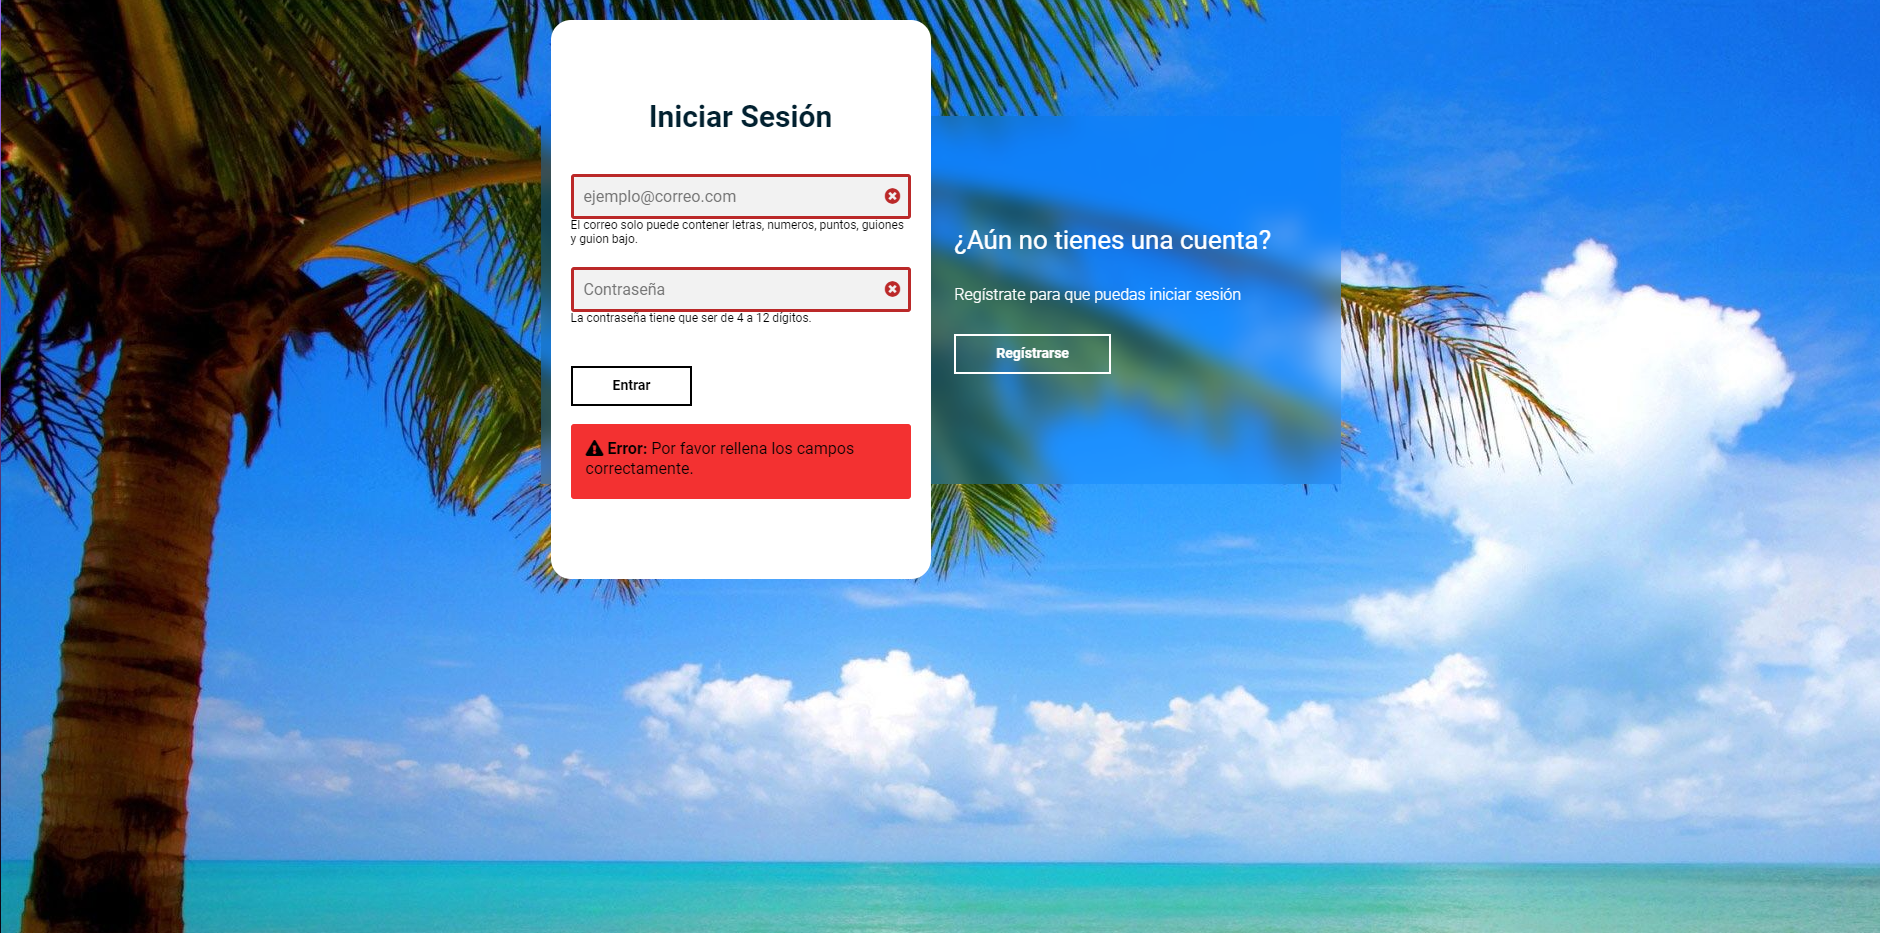 Iniciar Sesión
ejemplo@correo.com
El correo solo puede contener letras, numeros, puntos, guiones
y guion bajo.
Contraseña
La contraseña tiene que ser de 4 a 12 dígitos.
Entrar
Error: Por favor rellena los campos
correctamente.
¿Aún no tienes una cuenta?
Regístrate para que puedas iniciar sesión
Regístrarse